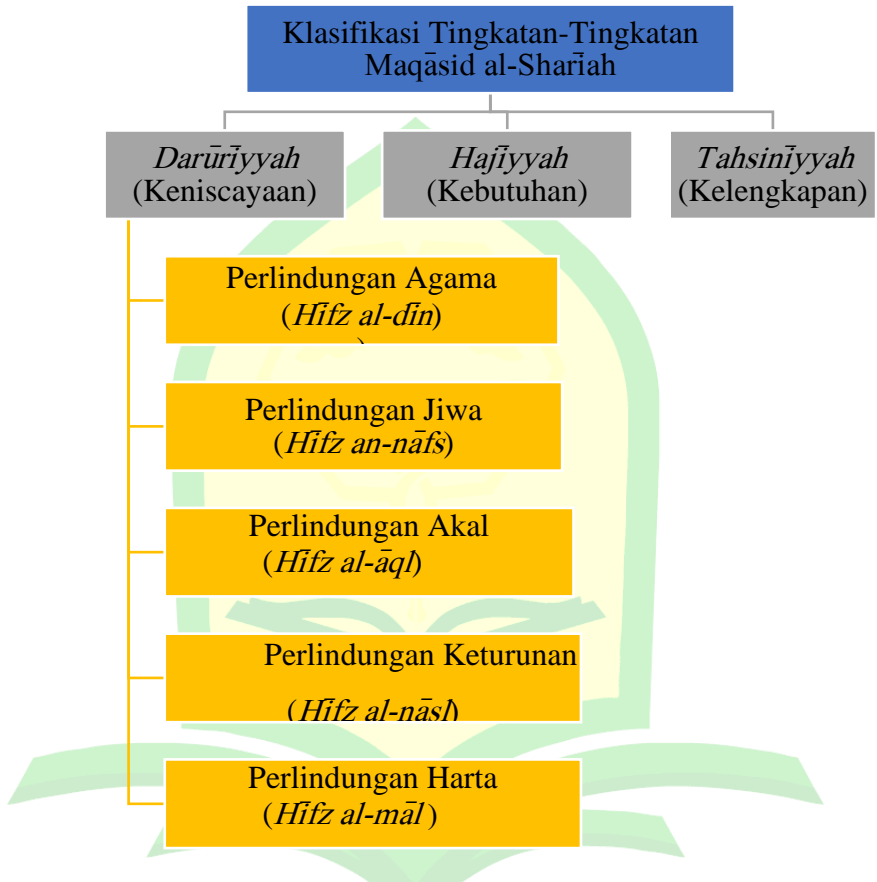 Klasifikasi Tingkatan-Tingkatan
Maqāsid al-Sharīah
Darūrīyyah
(Keniscayaan)
Hajīyyah
(Kebutuhan)
Tahsinīyyah
(Kelengkapan)
Perlindungan Agama
(Hīfz al-dīn)
)
Perlindungan Jiwa
(Hīfz an-nāfs)
Perlindungan Akal
(Hīfz al-āql)
Perlindungan Keturunan
(Hīfz al-nāsl)
Perlindungan Harta
(Hīfz al-māl)